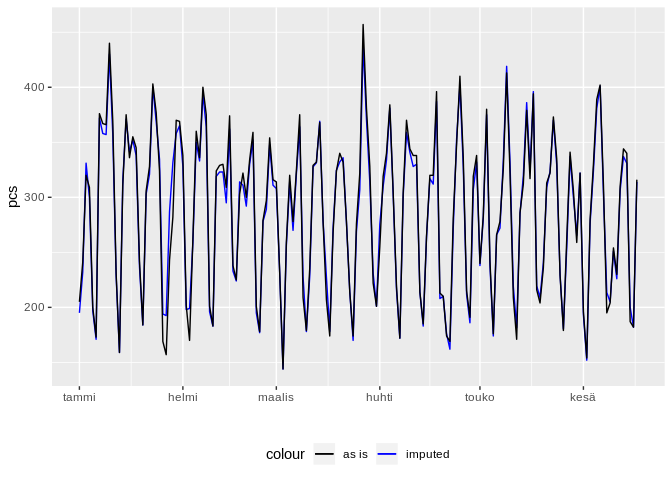 pcs
400
300
200
tammi helmi maalis huhti touko kesä
colour as is imputed